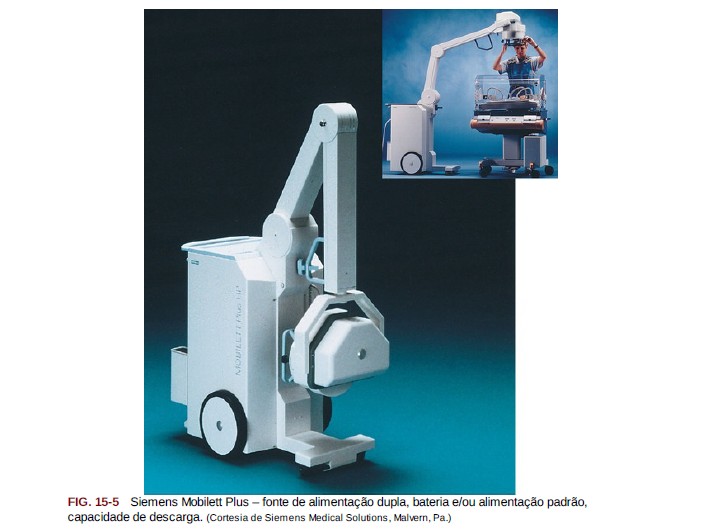 FIG. 15-5 Siemens Mobilett Plus – fonte de alimentação dupla, bateria e/ou alimentação padrão,
capacidade de descarga. (Cortesia de Siemens Medical Solutions, Malvern, Pa.)